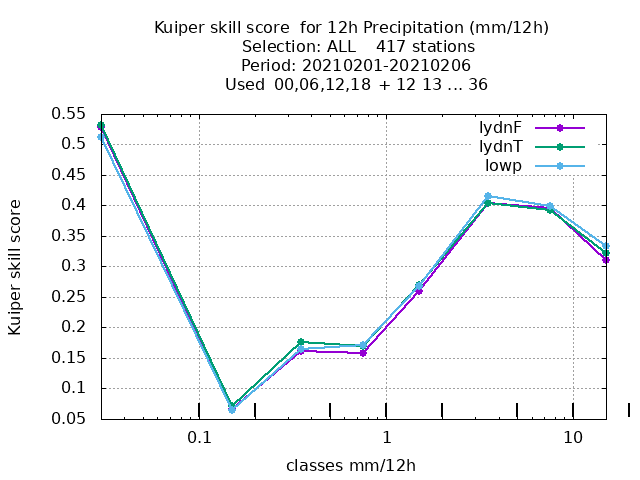 Kuiper skill score  for 12h Precipitation (mm/12h)
Selection: ALL    417 stations
Period: 20210201-20210206
Used  00,06,12,18  + 12 13 ... 36
lydnF
lydnT
lowp
0.55
0.5
0.45
0.4
0.35
0.3
0.25
0.2
0.15
0.1
0.05
Kuiper skill score
0.1 1 10
classes mm/12h